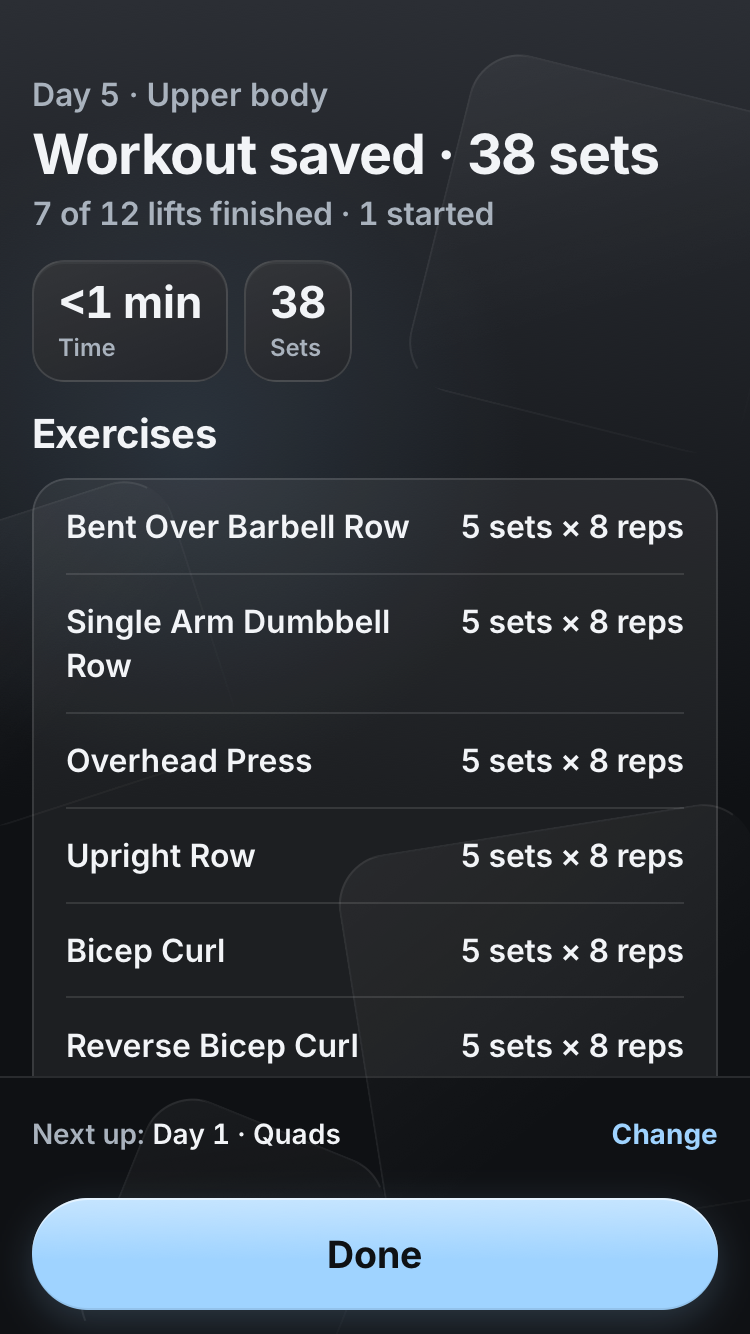 Day 5 · Upper body
Workout saved · 38 sets
7 of 12 lifts finished · 1 started
<1 min
Time
38
Sets
Exercises
Bent Over Barbell Row 5 sets × 8 reps
Single Arm Dumbbell 5 sets × 8 reps
Row
Overhead Press 5 sets × 8 reps
Upright Row 5 sets × 8 reps
Bicep Curl 5 sets × 8 reps
Reverse Bicep Curl 5 sets × 8 reps
Next up: Day 1 · Quads Change
Done